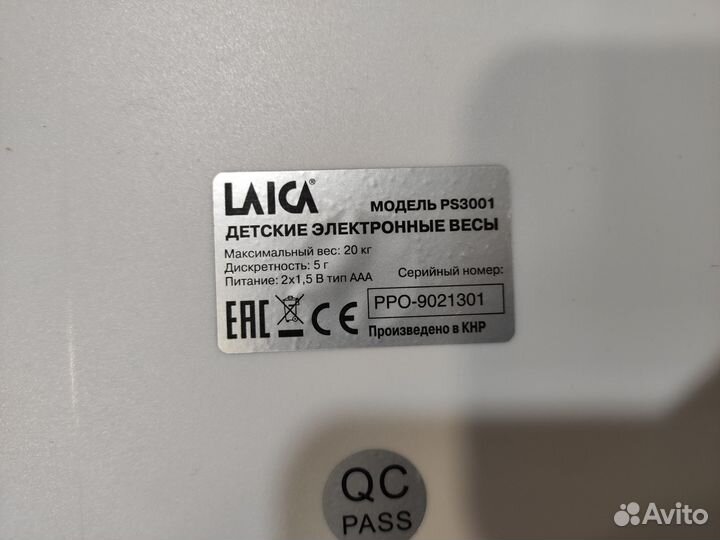 LAICA®
МОДЕЛЬ PS3001
ДЕТСКИЕ ЭЛЕКТРОННЫЕ ВЕСЫ
Максимальный вес: 20 кг
Дискретность: 5 г
Питание: 2x1,5 В тип AAA
Серийный номер:
PPO-9021301
EAC CE
Произведено в КНР
QC
PASS
Avito